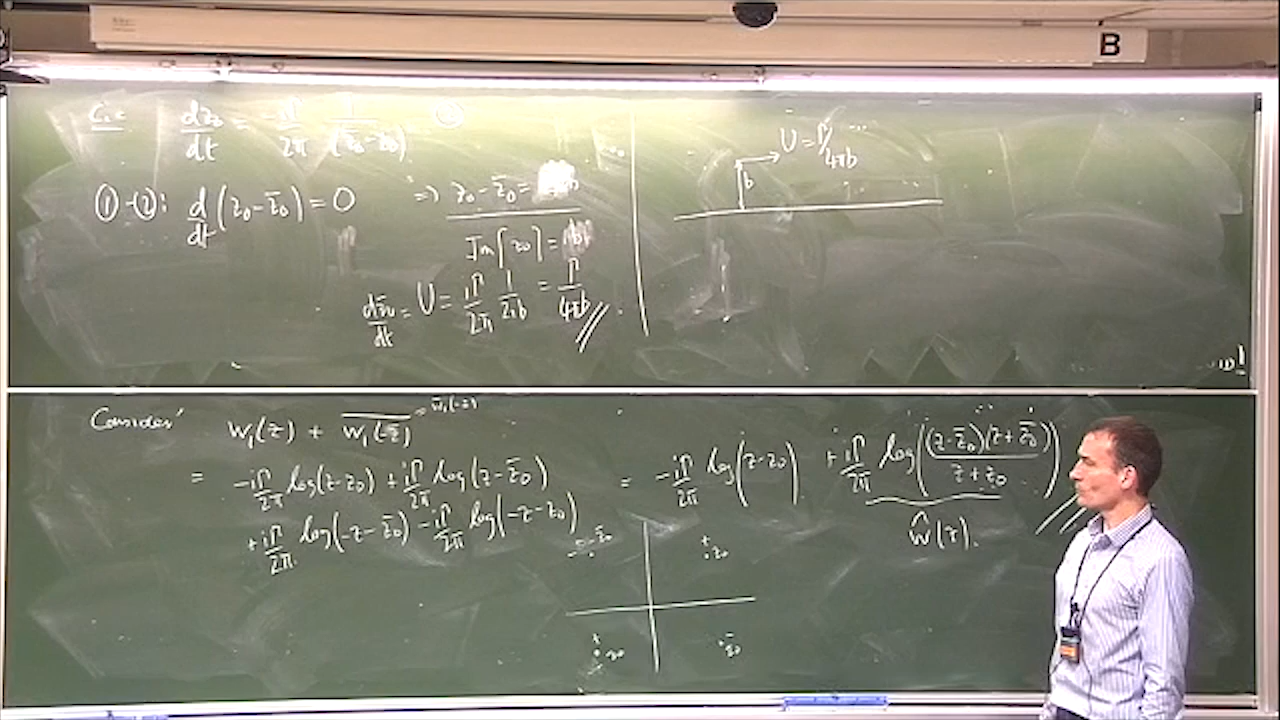 B
c.c dz₀/dt = -iΓ/2π 1/(z̄₀-z₀) ②
①-②: d/dt (z₀-z̄₀) = 0 ⇒ z₀-z̄₀ =
Im[z₀] =
dz̄₀/dt = U = iΓ/2π 1/2ib = Γ/4πb
U = Γ/4πb
b
Consider w₁(z) + \overline{w₁(-z̄)} = w̄₁(-z)
= -iΓ/2π log(z-z₀) + iΓ/2π log(z-z̄₀)
+iΓ/2π log(-z-z̄₀) - iΓ/2π log(-z-z₀)
= -iΓ/2π log(z-z₀) + iΓ/2π log((z-z̄₀)(z+z̄₀)/(z+z₀))
ŵ(z).
- -z̄₀
+ z₀
+ -z₀
- z̄₀